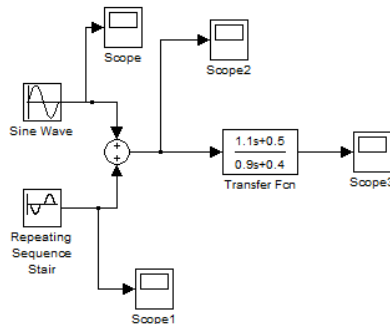 Scope
Scope2
Sine Wave
+
+
1.1s+0.5
0.9s+0.4
Transfer Fcn
Scope3
Repeating
Sequence
Stair
Scope1